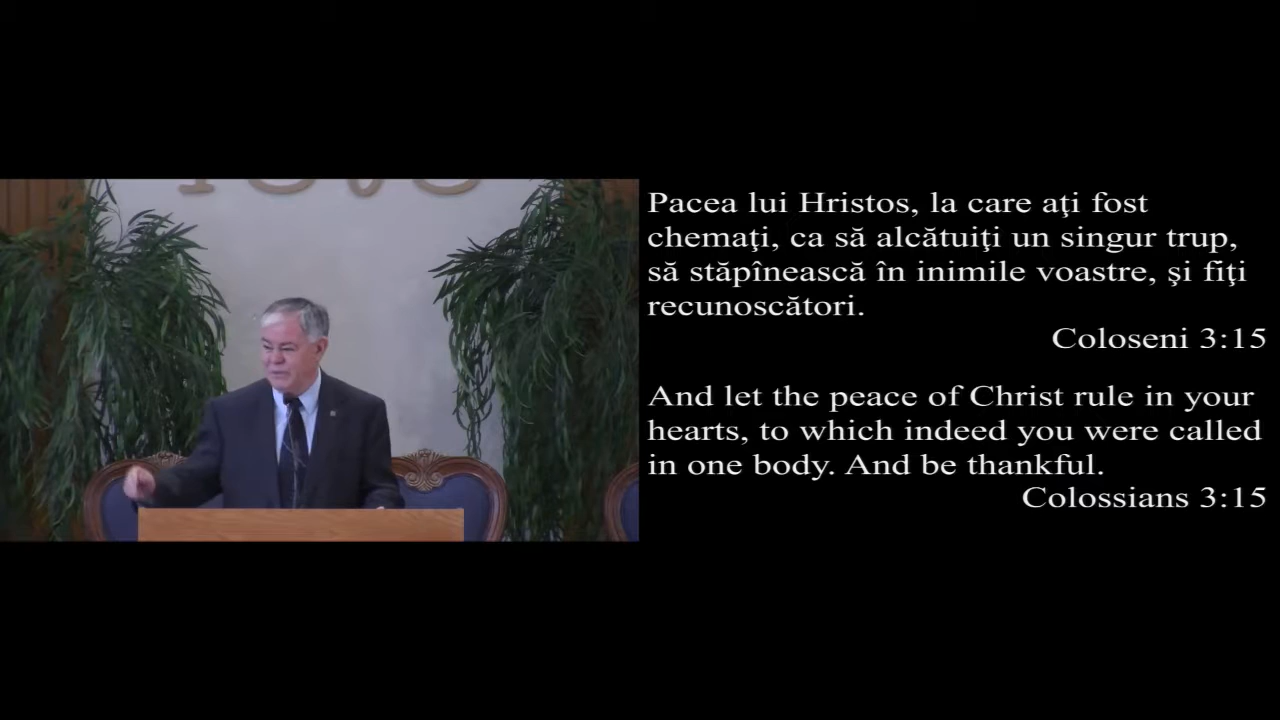 Pacea lui Hristos, la care aţi fost
chemaţi, ca să alcătuiţi un singur trup,
să stăpînească în inimile voastre, şi fiţi
recunoscători.
Coloseni 3:15
And let the peace of Christ rule in your
hearts, to which indeed you were called
in one body. And be thankful.
Colossians 3:15